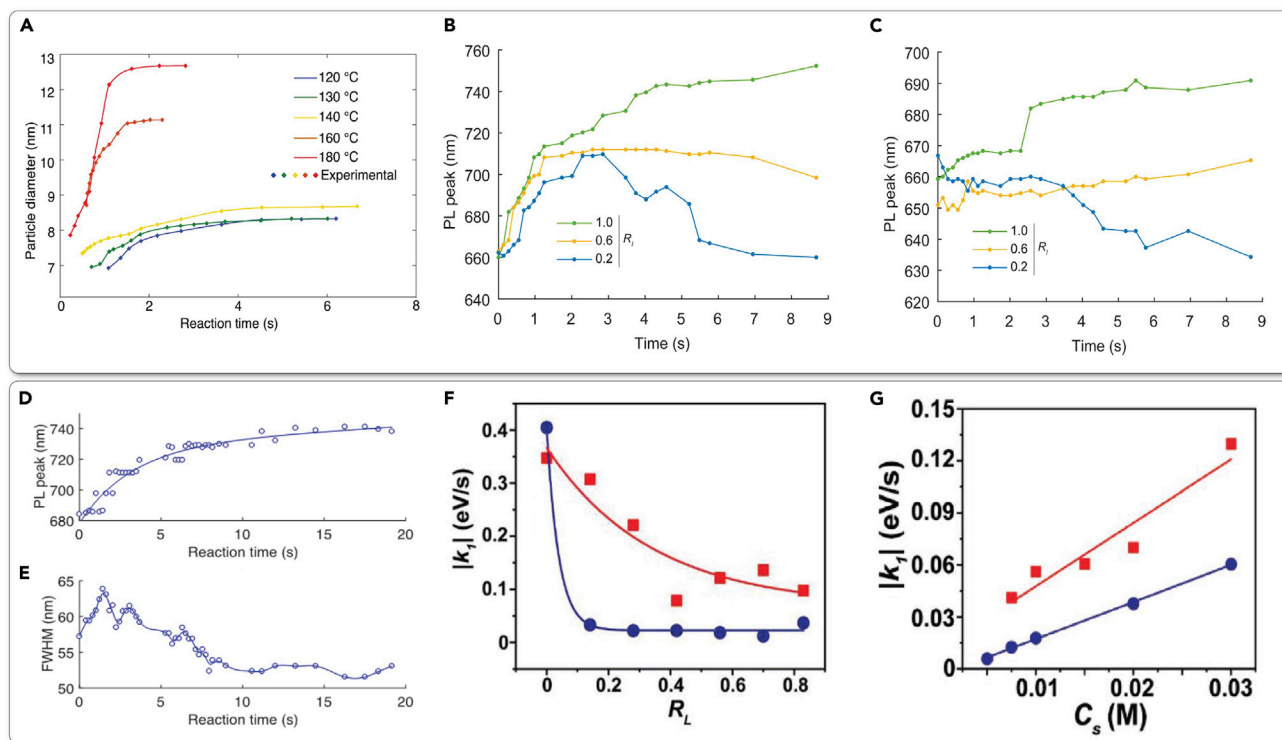 A
13
12
11
10
9
8
7
Particle diameter (nm)
120 °C
130 °C
140 °C
160 °C
180 °C
Experimental
0
2
4
6
8
Reaction time (s)
B
760
740
720
700
680
660
640
PL peak (nm)
1.0
0.6
0.2
R_i
0 1 2 3 4 5 6 7 8 9
Time (s)
C
700
690
680
670
660
650
640
630
620
PL peak (nm)
1.0
0.6
0.2
R_i
0 1 2 3 4 5 6 7 8 9
Time (s)
D
740
720
700
680
PL peak (nm)
0 5 10 15 20
Reaction time (s)
E
65
60
55
50
FWHM (nm)
0 5 10 15 20
Reaction time (s)
F
0.4
0.3
0.2
0.1
0
|k₁| (eV/s)
0 0.2 0.4 0.6 0.8
R_L
G
0.15
0.12
0.09
0.06
0.03
0
|k₁| (eV/s)
0.01 0.02 0.03
C_s (M)